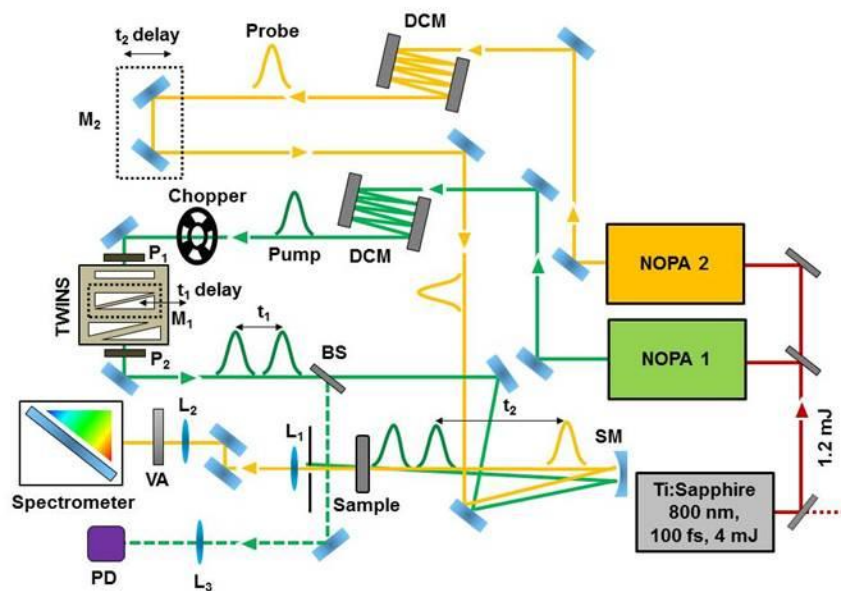 t₂ delay
Probe
DCM
M₂
Chopper
P₁
Pump
DCM
NOPA 2
TWINS
t₁ delay
M₁
t₁
BS
NOPA 1
P₂
t₂
1.2 mJ
L₂
L₁
SM
VA
Sample
Spectrometer
Ti:Sapphire
800 nm,
100 fs, 4 mJ
PD
L₃